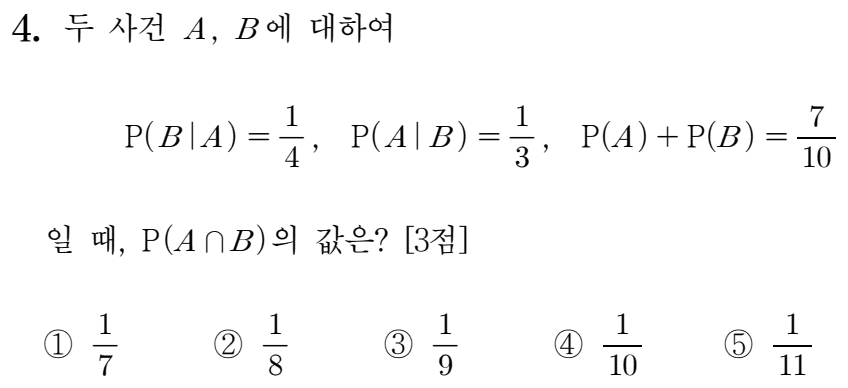 4. 두 사건 A, B에 대하여
P(B|A)=1/4, P(A|B)=1/3, P(A)+P(B)=7/10
일 때, P(A∩B)의 값은? [3점]
① 1/7 ② 1/8 ③ 1/9 ④ 1/10 ⑤ 1/11